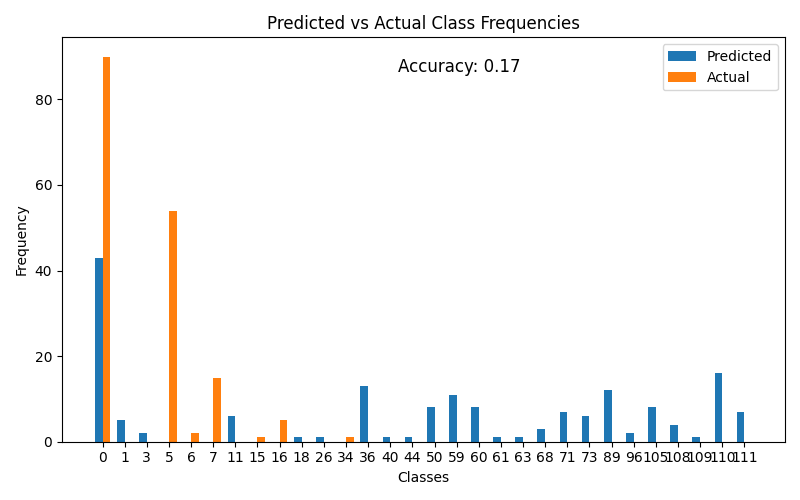 Predicted vs Actual Class Frequencies
Accuracy: 0.17
Predicted
Actual
Frequency
80
60
40
20
0
0 1 3 5 6 7 11 15 16 18 26 34 36 40 44 50 59 60 61 63 68 71 73 89 96 105 108 109 110 111
Classes